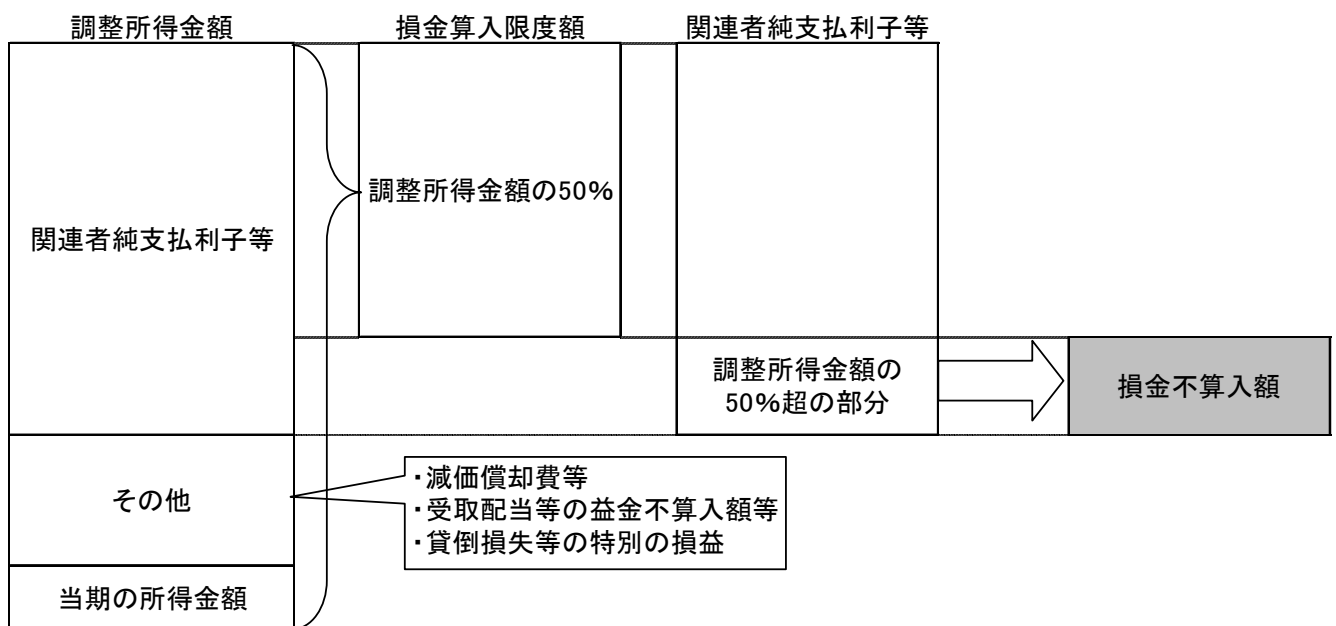 調整所得金額
損金算入限度額
関連者純支払利子等
関連者純支払利子等
調整所得金額の50%
調整所得金額の
50%超の部分
損金不算入額
その他
・減価償却費等
・受取配当等の益金不算入額等
・貸倒損失等の特別の損益
当期の所得金額